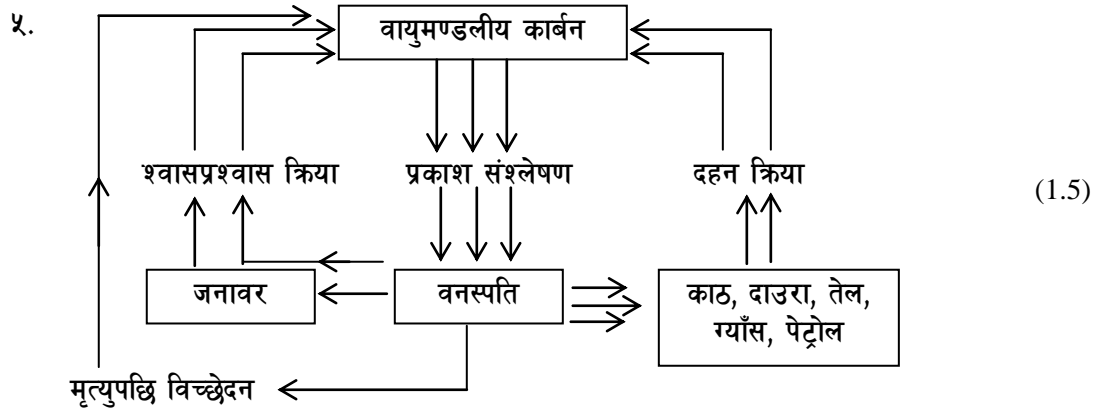 ५.
वायुमण्डलीय कार्बन
श्वासप्रश्वास क्रिया
प्रकाश संश्लेषण
दहन क्रिया
(1.5)
जनावर
वनस्पति
काठ, दाउरा, तेल,
ग्याँस, पेट्रोल
मृत्युपछि विच्छेदन